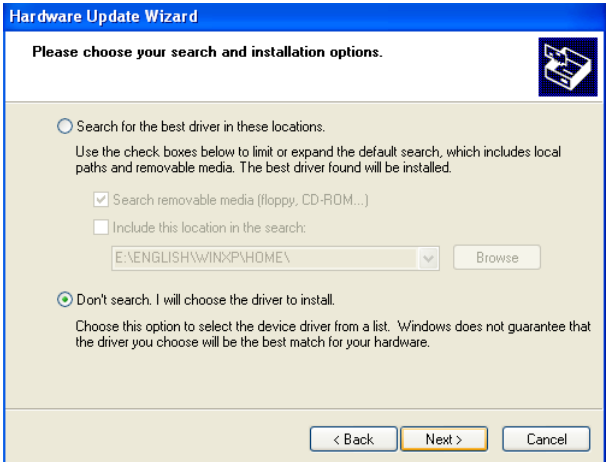 Hardware Update Wizard
Please choose your search and installation options.
Search for the best driver in these locations.
Use the check boxes below to limit or expand the default search, which includes local
paths and removable media. The best driver found will be installed.
Search removable media (floppy, CD-ROM...)
Include this location in the search:
E:\ENGLISH\WINXP\HOME\
Browse
Don't search. I will choose the driver to install.
Choose this option to select the device driver from a list. Windows does not guarantee that
the driver you choose will be the best match for your hardware.
< Back Next > Cancel